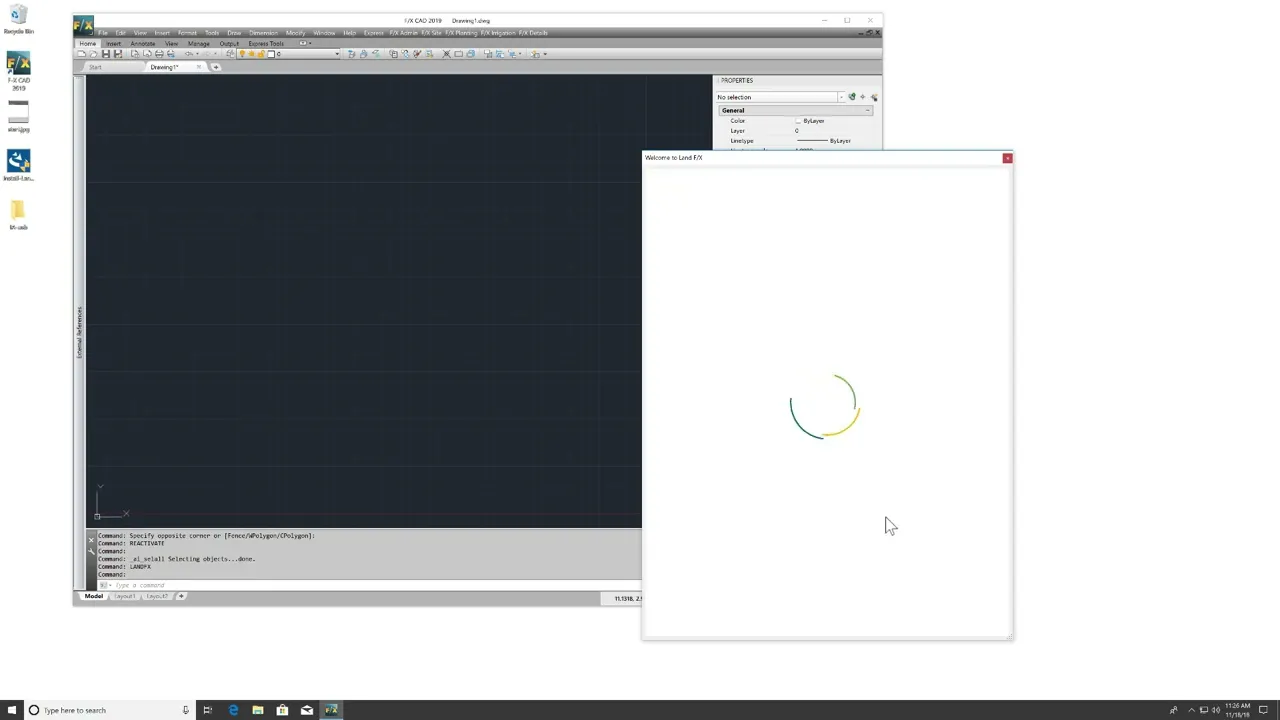 Recycle Bin
F-X CAD
2019
Install-Lan...
F/X
F/X CAD 2019 Drawing1.dwg
File Edit View Insert Format Tools Draw Dimension Modify Window Help Express F/X Admin F/X Site F/X Planting F/X Irrigation F/X Details
Home Insert Annotate View Manage Output Express Tools
0
Start Drawing1*
PROPERTIES
No selection
General
Color ByLayer
Layer 0
Linetype ByLayer
Welcome to Land F/X
External References
Y
X
Command: Specify opposite corner or [Fence/WPolygon/CPolygon]:
Command: REACTIVATE
Command:
Command: _ai_selall Selecting objects...done.
Command: LANDFX
Command:
Type a command
Model Layout1 Layout2
Type here to search
11:26 AM
11/18/18